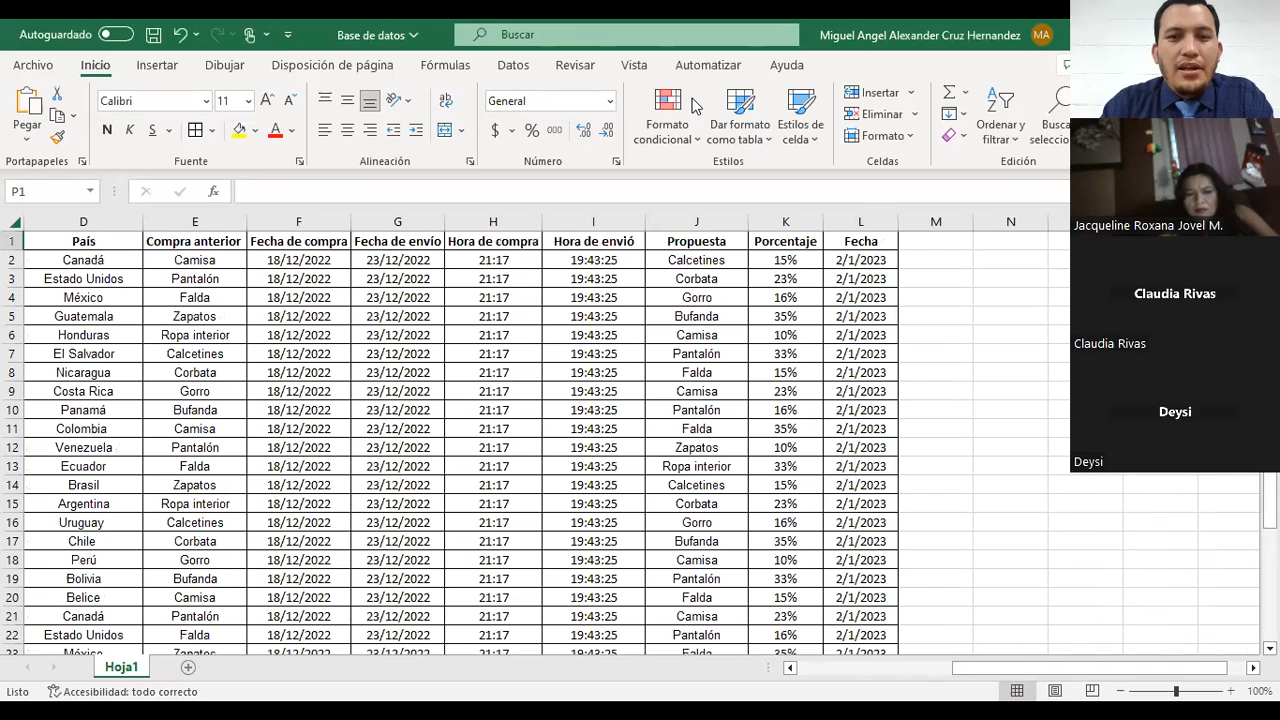 Autoguardado
Base de datos
Buscar
Miguel Angel Alexander Cruz Hernandez MA
Archivo Inicio Insertar Dibujar Disposición de página Fórmulas Datos Revisar Vista Automatizar Ayuda
Pegar
Calibri 11
N K S
General
$ % 000
Formato condicional
Dar formato como tabla
Estilos de celda
Insertar
Eliminar
Formato
Ordenar y filtrar
Portapapeles Fuente Alineación Número Estilos Celdas Edición
P1 fx
D E F G H I J K L M N
1 País Compra anterior Fecha de compra Fecha de envío Hora de compra Hora de envió Propuesta Porcentaje Fecha
2 Canadá Camisa 18/12/2022 23/12/2022 21:17 19:43:25 Calcetines 15% 2/1/2023
3 Estado Unidos Pantalón 18/12/2022 23/12/2022 21:17 19:43:25 Corbata 23% 2/1/2023
4 México Falda 18/12/2022 23/12/2022 21:17 19:43:25 Gorro 16% 2/1/2023
5 Guatemala Zapatos 18/12/2022 23/12/2022 21:17 19:43:25 Bufanda 35% 2/1/2023
6 Honduras Ropa interior 18/12/2022 23/12/2022 21:17 19:43:25 Camisa 10% 2/1/2023
7 El Salvador Calcetines 18/12/2022 23/12/2022 21:17 19:43:25 Pantalón 33% 2/1/2023
8 Nicaragua Corbata 18/12/2022 23/12/2022 21:17 19:43:25 Falda 15% 2/1/2023
9 Costa Rica Gorro 18/12/2022 23/12/2022 21:17 19:43:25 Camisa 23% 2/1/2023
10 Panamá Bufanda 18/12/2022 23/12/2022 21:17 19:43:25 Pantalón 16% 2/1/2023
11 Colombia Camisa 18/12/2022 23/12/2022 21:17 19:43:25 Falda 35% 2/1/2023
12 Venezuela Pantalón 18/12/2022 23/12/2022 21:17 19:43:25 Zapatos 10% 2/1/2023
13 Ecuador Falda 18/12/2022 23/12/2022 21:17 19:43:25 Ropa interior 33% 2/1/2023
14 Brasil Zapatos 18/12/2022 23/12/2022 21:17 19:43:25 Calcetines 15% 2/1/2023
15 Argentina Ropa interior 18/12/2022 23/12/2022 21:17 19:43:25 Corbata 23% 2/1/2023
16 Uruguay Calcetines 18/12/2022 23/12/2022 21:17 19:43:25 Gorro 16% 2/1/2023
17 Chile Corbata 18/12/2022 23/12/2022 21:17 19:43:25 Bufanda 35% 2/1/2023
18 Perú Gorro 18/12/2022 23/12/2022 21:17 19:43:25 Camisa 10% 2/1/2023
19 Bolivia Bufanda 18/12/2022 23/12/2022 21:17 19:43:25 Pantalón 33% 2/1/2023
20 Belice Camisa 18/12/2022 23/12/2022 21:17 19:43:25 Falda 15% 2/1/2023
21 Canadá Pantalón 18/12/2022 23/12/2022 21:17 19:43:25 Camisa 23% 2/1/2023
22 Estado Unidos Falda 18/12/2022 23/12/2022 21:17 19:43:25 Pantalón 16% 2/1/2023
23 México Zapatos 18/12/2022 23/12/2022 21:17 19:43:25 Falda 35% 2/1/2023
Hoja1
Listo Accesibilidad: todo correcto 100%
Jacqueline Roxana Jovel M.
Claudia Rivas
Claudia Rivas
Deysi
Deysi